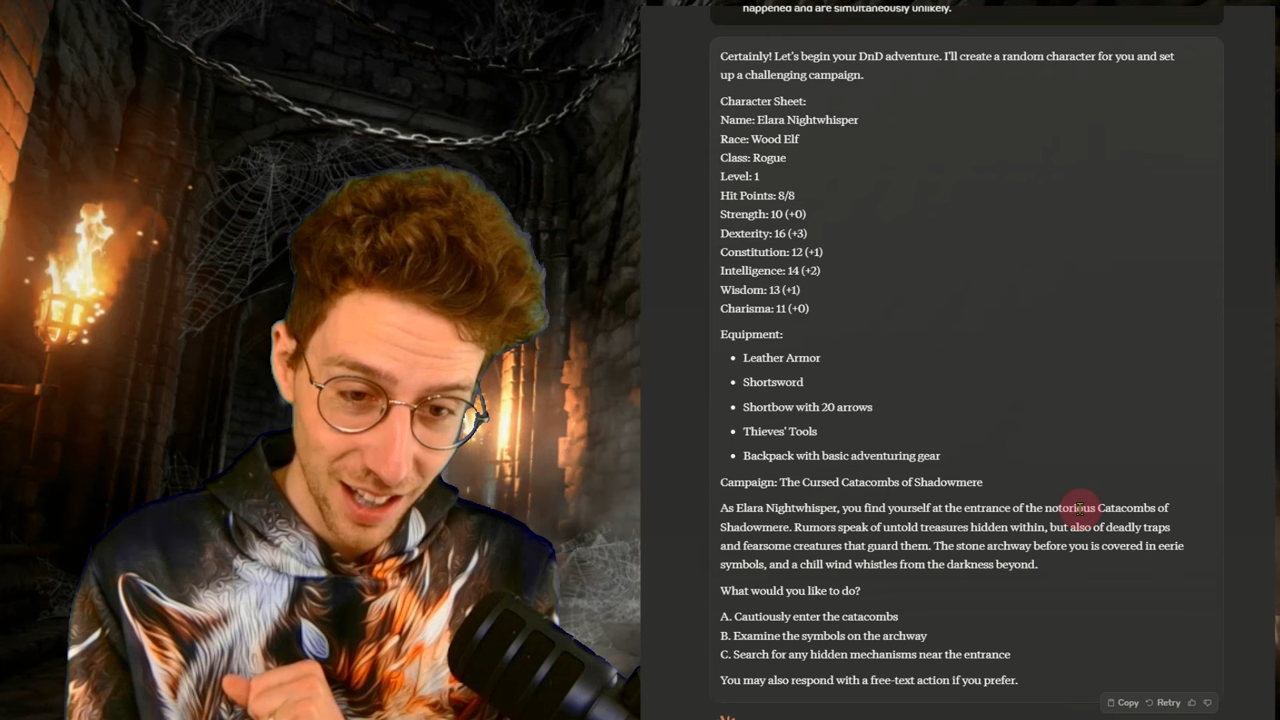 happened and are simultaneously unlikely.
Certainly! Let's begin your DnD adventure. I'll create a random character for you and set
up a challenging campaign.
Character Sheet:
Name: Elara Nightwhisper
Race: Wood Elf
Class: Rogue
Level: 1
Hit Points: 8/8
Strength: 10 (+0)
Dexterity: 16 (+3)
Constitution: 12 (+1)
Intelligence: 14 (+2)
Wisdom: 13 (+1)
Charisma: 11 (+0)
Equipment:
• Leather Armor
• Shortsword
• Shortbow with 20 arrows
• Thieves' Tools
• Backpack with basic adventuring gear
Campaign: The Cursed Catacombs of Shadowmere
As Elara Nightwhisper, you find yourself at the entrance of the notorious Catacombs of
Shadowmere. Rumors speak of untold treasures hidden within, but also of deadly traps
and fearsome creatures that guard them. The stone archway before you is covered in eerie
symbols, and a chill wind whistles from the darkness beyond.
What would you like to do?
A. Cautiously enter the catacombs
B. Examine the symbols on the archway
C. Search for any hidden mechanisms near the entrance
You may also respond with a free-text action if you prefer.
Copy Retry